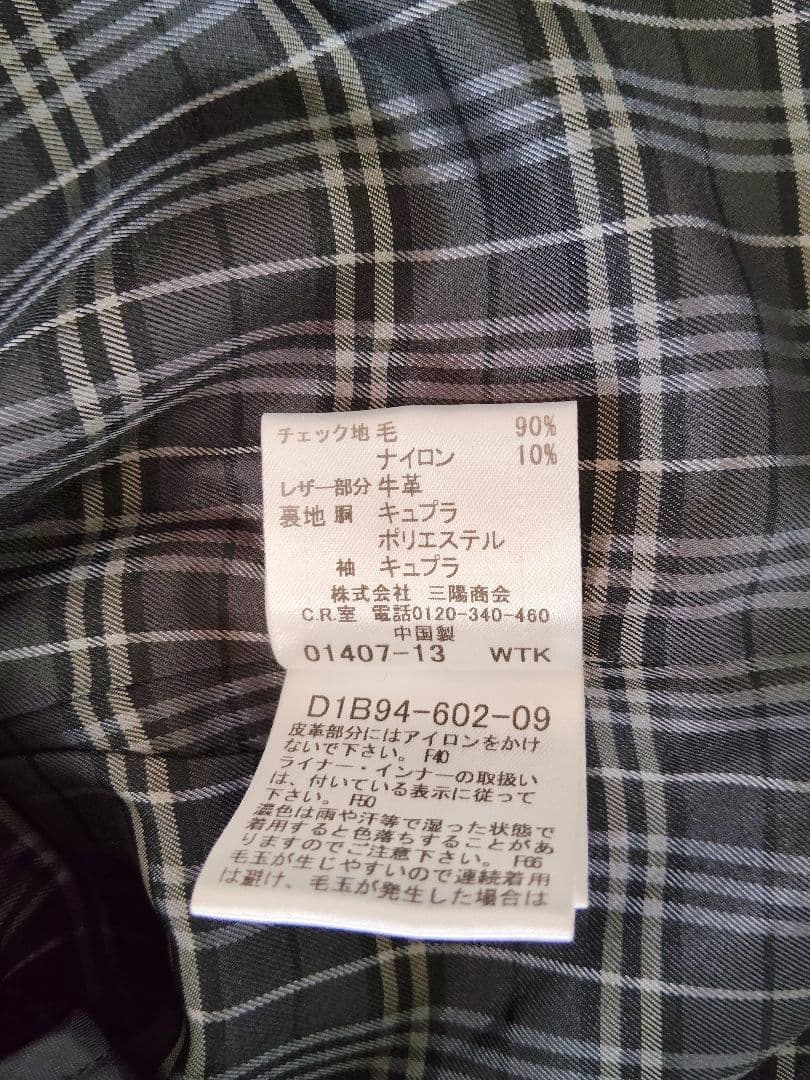 チェック地 毛 90%
ナイロン 10%
レザー部分 牛革
裏地 胴 キュプラ
ポリエステル
袖 キュプラ
株式会社 三陽商会
C.R.室 電話0120-340-460
中国製
01407-13 WTK
D1B94-602-09
皮革部分にはアイロンをかけ
ないで下さい。 F40
ライナー・インナーの取扱い
は、付いている表示に従って
下さい。 F50
濃色は雨や汗等で湿った状態で
着用すると色落ちすることがあ
りますのでご注意下さい。 F66
毛玉が生じやすいので連続着用
は避け、毛玉が発生した場合は